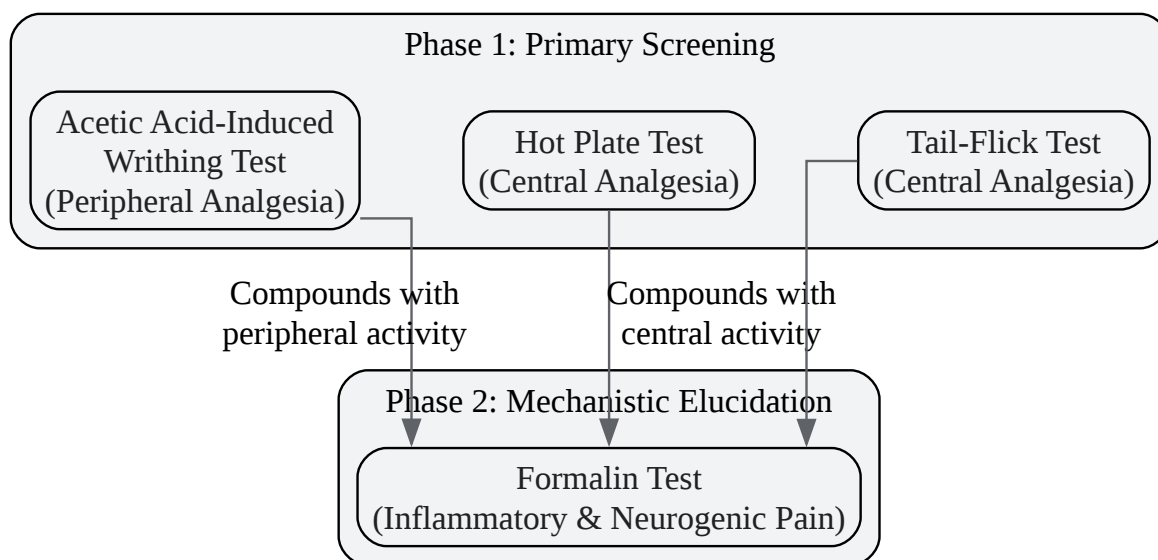 Phase 1: Primary Screening
Acetic Acid-Induced
Writhing Test
(Peripheral Analgesia)
Hot Plate Test
(Central Analgesia)
Tail-Flick Test
(Central Analgesia)
Compounds with
peripheral activity
Compounds with
central activity
Phase 2: Mechanistic Elucidation
Formalin Test
(Inflammatory & Neurogenic Pain)